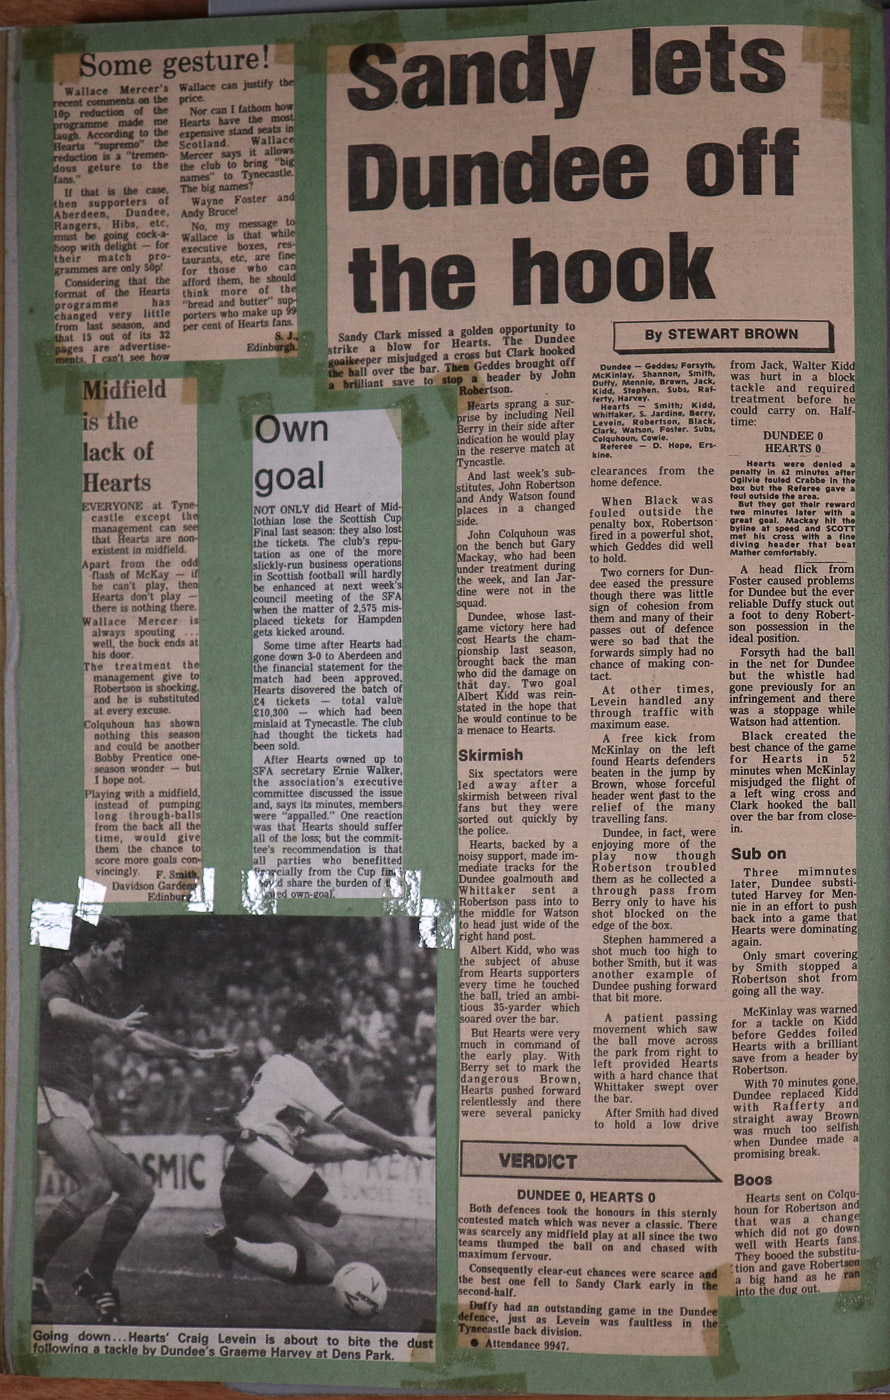 Some gesture!
Wallace Mercer's
recent comments on the
10p reduction of the
programme made me
laugh. According to the
Hearts "supremo" the
reduction is a "tremen-
dous geture to the
fans."
If that is the case,
then supporters of
Aberdeen, Dundee,
Rangers, Hibs, etc,
must be going cock-a-
hoop with delight — for
their match pro-
grammes are only 50p!
Considering that the
format of the Hearts
programme has
changed very little
from last season, and
that 15 out of its 32
pages are advertise-
ments, I can't see how
Wallace can justify the
price.
Nor can I fathom how
Hearts have the most
expensive stand seats in
Scotland. Wallace
Mercer says it allows
the club to bring "big
names" to Tynecastle.
The big names?
Wayne Foster and
Andy Bruce!
No, my message to
Wallace is that while
executive boxes, res-
taurants, etc, are fine
for those who can
afford them, he should
think more of the
"bread and butter" sup-
porters who make up 99
per cent of Hearts fans.
S. J.,
Edinburgh.
Midfield
is the
lack of
Hearts
EVERYONE at Tyne-
castle except the
management can see
that Hearts are non-
existent in midfield.
Apart from the odd
flash of McKay — if
he can't play, then
Hearts don't play —
there is nothing there.
Wallace Mercer is
always spouting ...
well, the buck ends at
his door.
The treatment the
management give to
Robertson is shocking,
and he is substituted
at every excuse.
Colquhoun has shown
nothing this season
and could be another
Bobby Prentice one-
season wonder — but
I hope not.
Playing with a midfield,
instead of pumping
long through-balls
from the back all the
time, would give
them the chance to
score more goals con-
vincingly. F. Smith,
Davidson Gardens,
Edinburgh
Own
goal
NOT ONLY did Heart of Mid-
lothian lose the Scottish Cup
Final last season: they also lost
the tickets. The club's repu-
tation as one of the more
slickly-run business operations
in Scottish football will hardly
be enhanced at next week's
council meeting of the SFA
when the matter of 2,575 mis-
placed tickets for Hampden
gets kicked around.
Some time after Hearts had
gone down 3-0 to Aberdeen and
the financial statement for the
match had been approved,
Hearts disovered the batch of
£4 tickets — total value
£10,300 — which had been
mislaid at Tynecastle. The club
had thought the tickets had
been sold.
After Hearts owned up to
SFA secretary Ernie Walker,
the association's executive
committee discussed the issue
and, says its minutes, members
were "appalled." One reaction
was that Hearts should suffer
all of the loss; but the commit-
tee's recommendation is that
all parties who benefitted
from the Cup
share the burden of
own-goal.
Going down...Hearts' Craig Levein is about to bite the dust
following a tackle by Dundee's Graeme Harvey at Dens Park.
OSMIC
Sandy lets
Dundee off
the hook
By STEWART BROWN
Sandy Clark missed a golden opportunity to
strike a blow for Hearts. The Dundee
goalkeeper misjudged a cross but Clark hooked
the ball over the bar. Then Geddes brought off
a brilliant save to stop a header by John
Robertson.
Hearts sprang a sur-
prise by including Neil
Berry in their side after
indication he would play
in the reserve match at
Tyncastle.
And last week's sub-
stitutes, John Robertson
and Andy Watson found
places in a changed
side.
John Colquhoun was
on the bench but Gary
Mackay, who had been
under treatment during
the week, and Ian Jar-
dine were not in the
squad.
Dundee, whose last-
game victory here had
cost Hearts the cham-
pionship last season,
brought back the man
who did the damage on
that day. Two goal
Albert Kidd was rein-
stated in the hope that
he would continue to be
a menace to Hearts.
Skirmish
Six spectators were
led away after a
skirmish between rival
fans but they were
sorted out quickly by
the police.
Hearts, backed by a
noisy support, made im-
mediate tracks for the
Dundee goalmouth and
Whittaker sent a
Robertson pass into to
the middle for Watson
to head just wide of the
right hand post.
Albert Kidd, who was
the subject of abuse
from Hearts supporters
every time he touched
the ball, tried an ambi-
tious 35-yarder which
soared over the bar.
But Hearts were very
much in command of
the early play. With
Berry set to mark the
dangerous Brown,
Hearts pushed forward
relentlessly and there
were several panicky
Dundee — Geddes; Forsyth,
McKinlay, Shannon, Smith,
Duffy, Mennie, Brown, Jack,
Kidd, Stephen. Subs, Raf-
ferty, Harvey.
Hearts — Smith; Kidd,
Whittaker, S. Jardine, Berry,
Levein, Robertson, Black,
Clark, Watson, Foster. Subs,
Colquhoun, Cowie.
Referee — D. Hope, Ers-
kine.
clearances from the
home defence.
When Black was
fouled outside the
penalty box, Robertson
fired in a powerful shot,
which Geddes did well
to hold.
Two corners for Dun-
dee eased the pressure
though there was little
sign of cohesion from
them and many of their
passes out of defence
were so bad that the
forwards simply had no
chance of making con-
tact.
At other times,
Levein handled any
through traffic with
maximum ease.
A free kick from
McKinlay on the left
found Hearts defenders
beaten in the jump by
Brown, whose forceful
header went past to the
relief of the many
travelling fans.
Dundee, in fact, were
enjoying more of the
play now though
Robertson troubled
them as he collected a
through pass from
Berry only to have his
shot blocked on the
edge of the box.
Stephen hammered a
shot much too high to
bother Smith, but it was
another example of
Dundee pushing forward
that bit more.
A patient passing
movement which saw
the ball move across
the park from right to
left provided Hearts
with a hard chance that
Whittaker swept over
the bar.
After Smith had dived
to hold a low drive
from Jack, Walter Kidd
was hurt in a block
tackle and required
treatment before he
could carry on. Half-
time:
DUNDEE 0
HEARTS 0
Hearts were denied a
penalty in 62 minutes after
Ogilvie fouled Crabbe in the
box but the Referee gave a
foul outside the area.
But they get their reward
two minutes later with a
great goal. Mackay hit the
byline at speed and SCOTT
met his cross with a fine
diving header that beat
Mather comfortably.
A head flick from
Foster caused problems
for Dundee but the ever
reliable Duffy stuck out
a foot to deny Robert-
son possession in the
ideal position.
Forsyth had the ball
in the net for Dundee
but the whistle had
gone previously for an
infringement and there
was a stoppage while
Watson had attention.
Black created the
best chance of the game
for Hearts in 52
minutes when McKinlay
misjudged the flight of
a left wing cross and
Clark hooked the ball
over the bar from close-
in.
Sub on
Three mimnutes
later, Dundee substi-
tuted Harvey for Men-
nie in an effort to push
back into a game that
Hearts were dominating
again.
Only smart covering
by Smith stopped a
Robertson shot from
going all the way.
McKinlay was warned
for a tackle on Kidd
before Geddes foiled
Hearts with a brilliant
save from a header by
Robertson.
With 70 minutes gone,
Dundee replaced Kidd
with Rafferty and
straight away Brown
was much too selfish
when Dundee made a
promising break.
Boos
Hearts sent on Colqu-
houn for Robertson and
that was a change
which did not go down
well with Hearts fans.
They booed the substitu-
tion and gave Robertson
a big hand as he ran
into the dug out.
VERDICT
DUNDEE 0, HEARTS 0
Both defences took the honours in this sternly
contested match which was never a classic. There
was scarcely any midfield play at all since the two
teams thumped the ball on and chased with
maximum fervour.
Consequently clear-cut chances were scarce and
the best one fell to Sandy Clark early in the
second-half.
Duffy had an outstanding game in the Dundee
defence, just as Levein was faultless in the
Tynecastle back division.
● Attendance 9947.